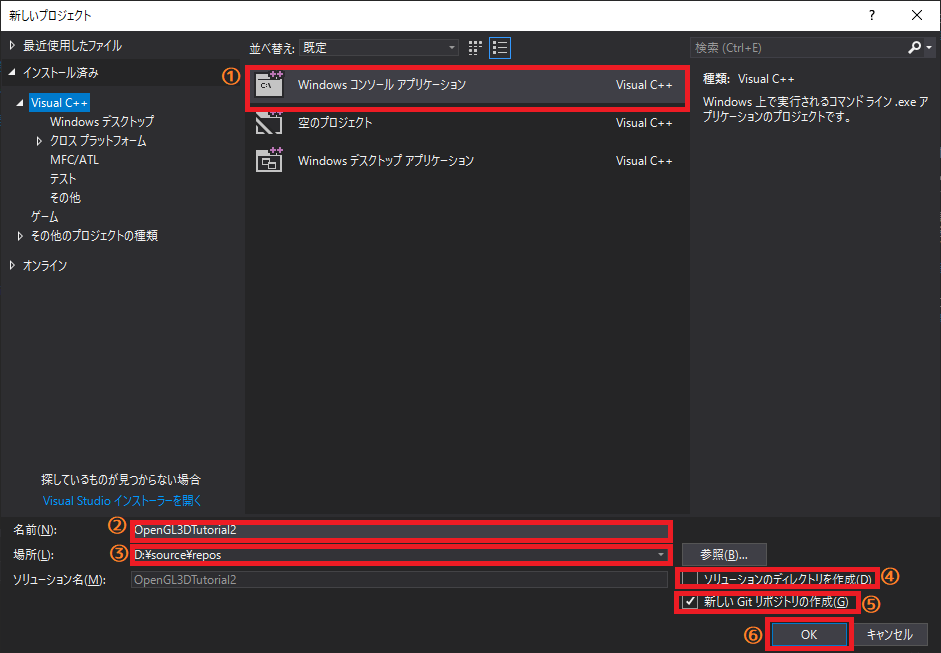 新しいプロジェクト
?
最近使用したファイル
並べ替え: 既定
検索 (Ctrl+E)
インストール済み
①
Windows コンソール アプリケーション Visual C++
種類: Visual C++
Windows 上で実行されるコマンドライン .exe ア
プリケーションのプロジェクトです。
Visual C++
Windows デスクトップ
クロス プラットフォーム
MFC/ATL
テスト
その他
ゲーム
その他のプロジェクトの種類
オンライン
空のプロジェクト Visual C++
Windows デスクトップ アプリケーション Visual C++
探しているものが見つからない場合
Visual Studio インストーラーを開く
名前(N): ② OpenGL3DTutorial2
場所(L): ③ D:¥source¥repos
参照(B)...
ソリューション名(M): OpenGL3DTutorial2
ソリューションのディレクトリを作成(D) ④
新しい Git リポジトリの作成(G) ⑤
⑥ OK
キャンセル